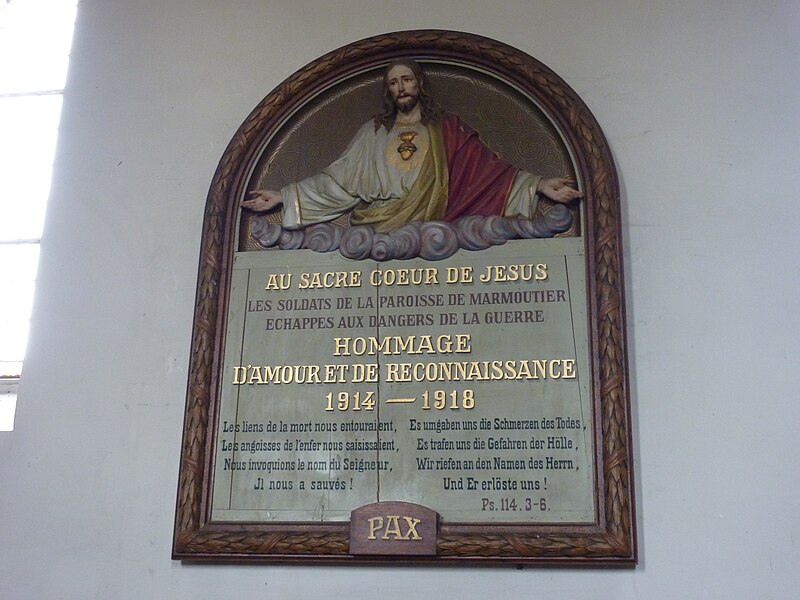 AU SACRE COEUR DE JESUS
LES SOLDATS DE LA PAROISSE DE MARMOUTIER
ECHAPPES AUX DANGERS DE LA GUERRE
HOMMAGE
D'AMOUR ET DE RECONNAISSANCE
1914 — 1918
Les liens de la mort nous entouraient,
Les angoisses de l'enfer nous saisissaient,
Nous invoquions le nom du Seigneur,
Jl nous a sauvés !
Es umgaben uns die Schmerzen des Todes,
Es trafen uns die Gefahren der Hölle,
Wir riefen an den Namen des Herrn,
Und Er erlöste uns !
Ps. 114. 3-6.
PAX